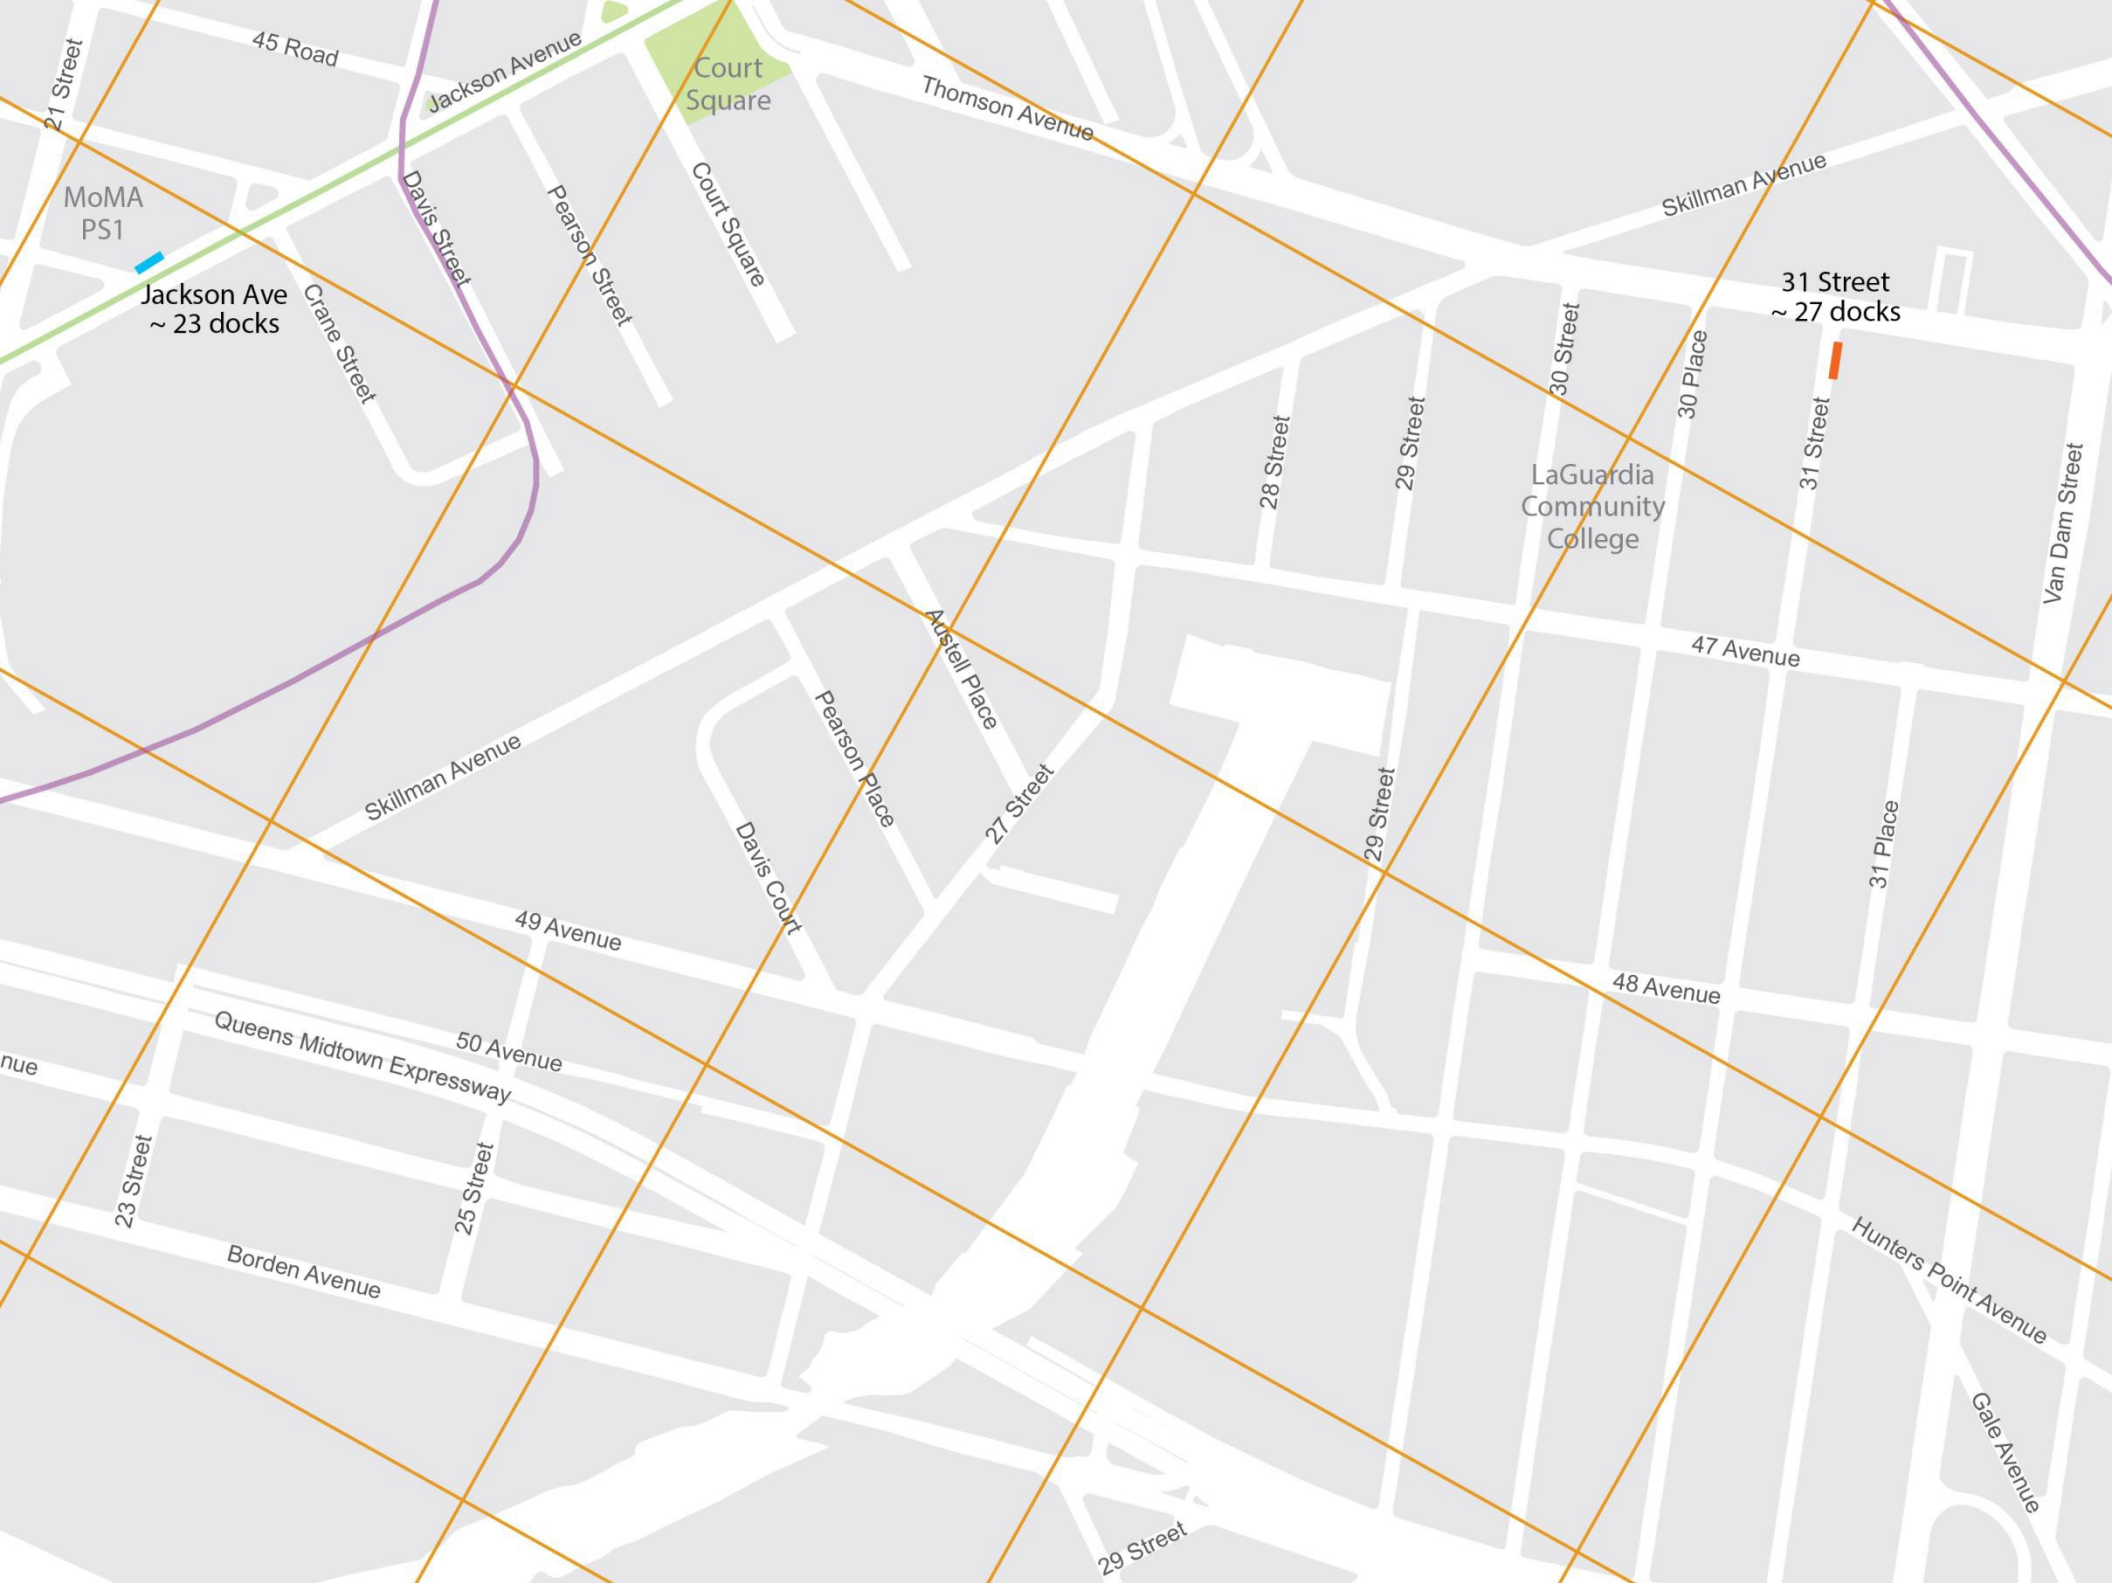 45 Road
21 Street
Jackson Avenue
Court
Square
Thomson Avenue
MoMA
PS1
Davis Street
Pearson Street
Court Square
Skillman Avenue
Jackson Ave
~ 23 docks
Crane Street
31 Street
~ 27 docks
30 Street
30 Place
28 Street
29 Street
31 Street
LaGuardia
Community
College
Van Dam Street
47 Avenue
Austell Place
Pearson Place
Skillman Avenue
27 Street
29 Street
Davis Court
31 Place
49 Avenue
48 Avenue
Queens Midtown Expressway
50 Avenue
nue
23 Street
25 Street
Borden Avenue
Hunters Point Avenue
Gale Avenue
29 Street